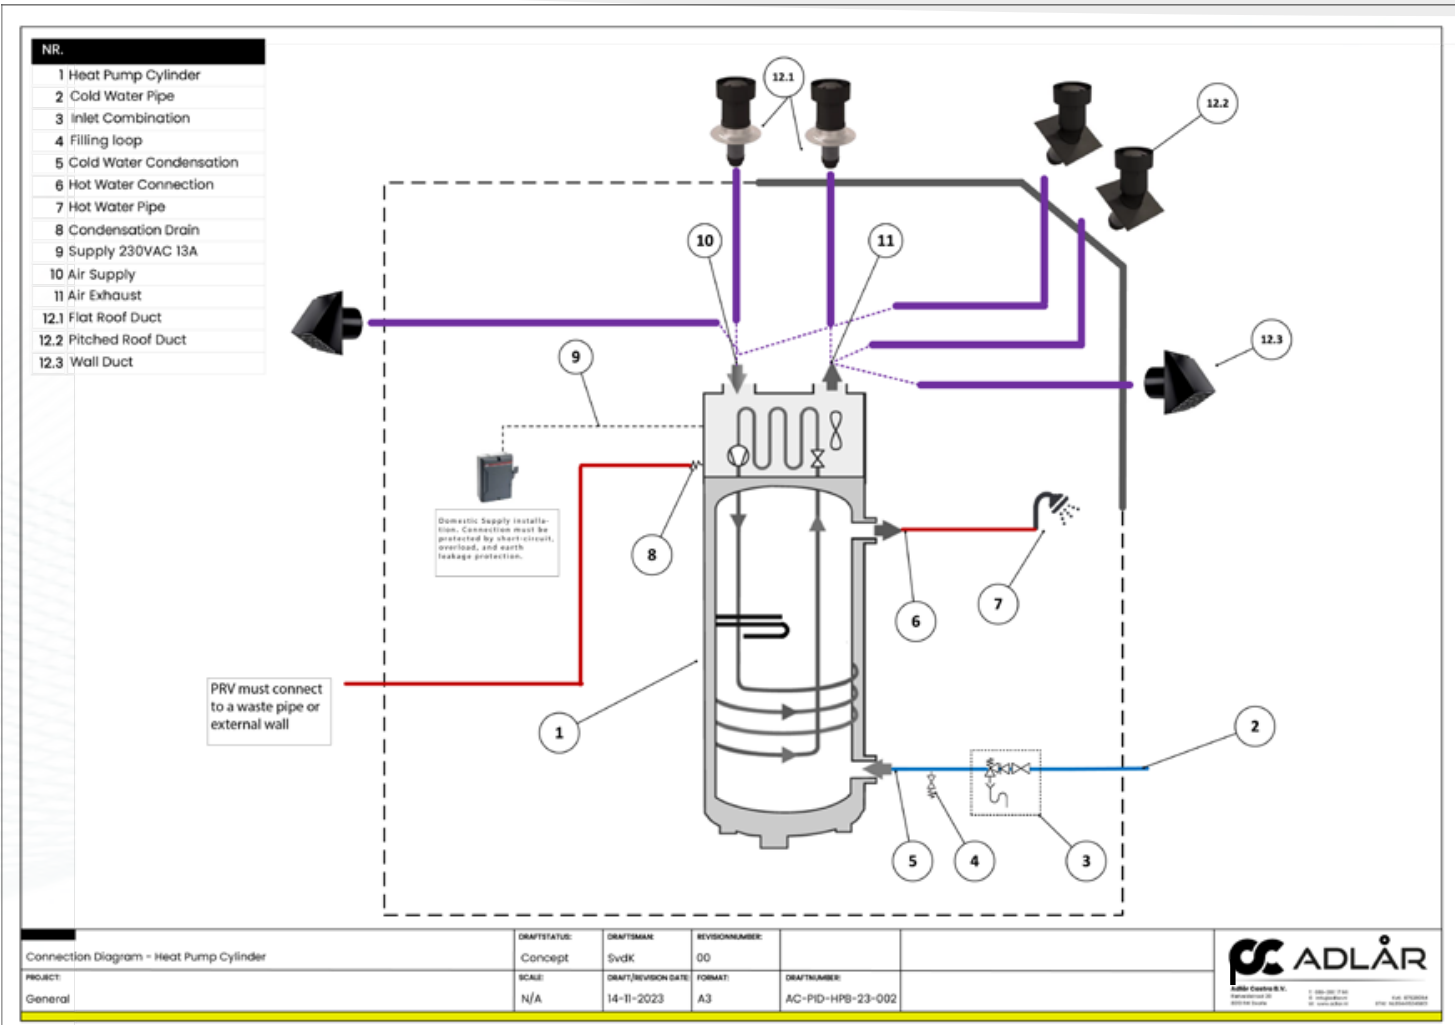 NR.
1 Heat Pump Cylinder
2 Cold Water Pipe
3 Inlet Combination
4 Filling loop
5 Cold Water Condensation
6 Hot Water Connection
7 Hot Water Pipe
8 Condensation Drain
9 Supply 230VAC 13A
10 Air Supply
11 Air Exhaust
12.1 Flat Roof Duct
12.2 Pitched Roof Duct
12.3 Wall Duct
12.1
12.2
10
11
12.3
9
Domestic Supply installa-
tion. Connection must be
protected by short-circuit,
overload, and earth
leakage protection.
8
6
7
PRV must connect
to a waste pipe or
external wall
1
2
5
4
3
Connection Diagram - Heat Pump Cylinder
DRAFTSTATUS:
Concept
DRAFTSMAN:
SvdK
REVISIONNUMBER:
00
PROJECT:
General
SCALE:
N/A
DRAFT/REVISION DATE:
14-11-2023
FORMAT:
A3
DRAFTNUMBER:
AC-PID-HPB-23-002
ADLÅR
Adlår Castra B.V.